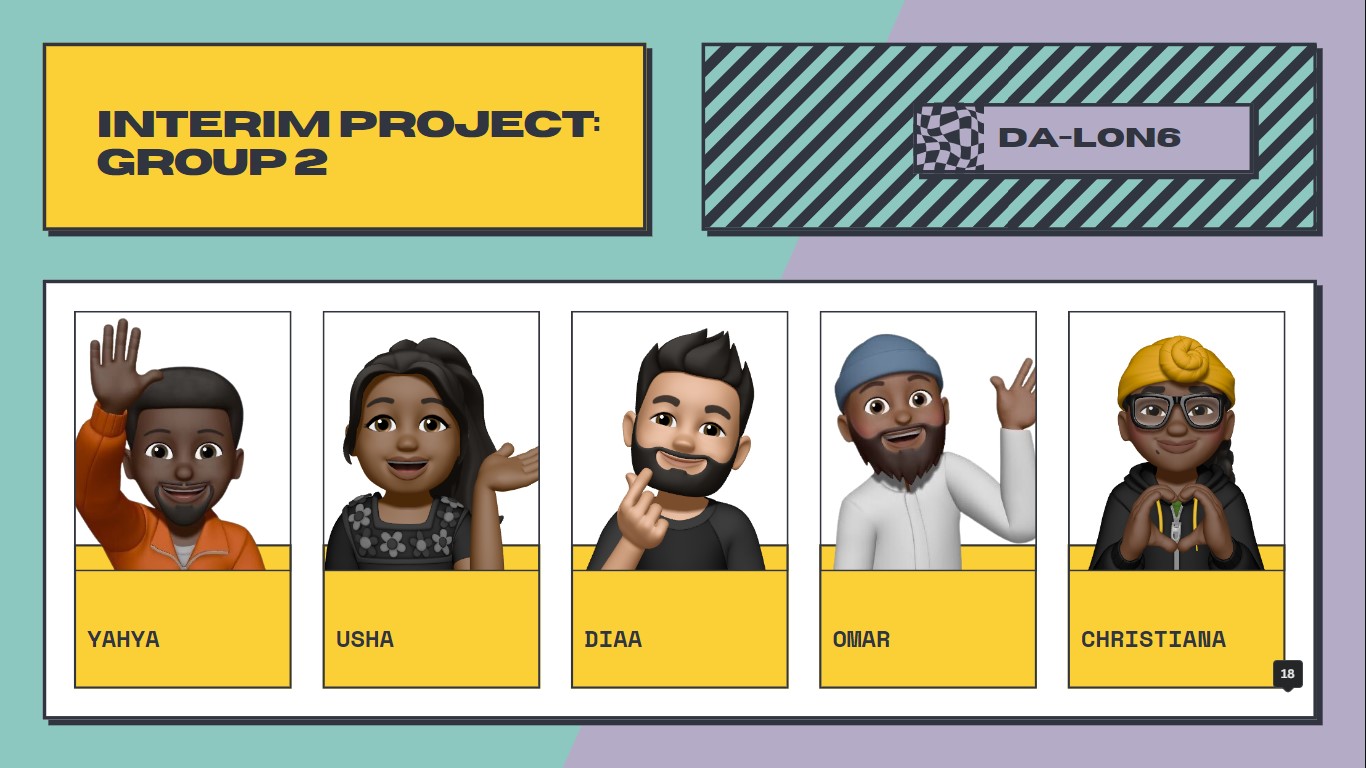 INTERIM PROJECT:
GROUP 2
DA-LON6
YAHYA
USHA
DIAA
OMAR
CHRISTIANA
18